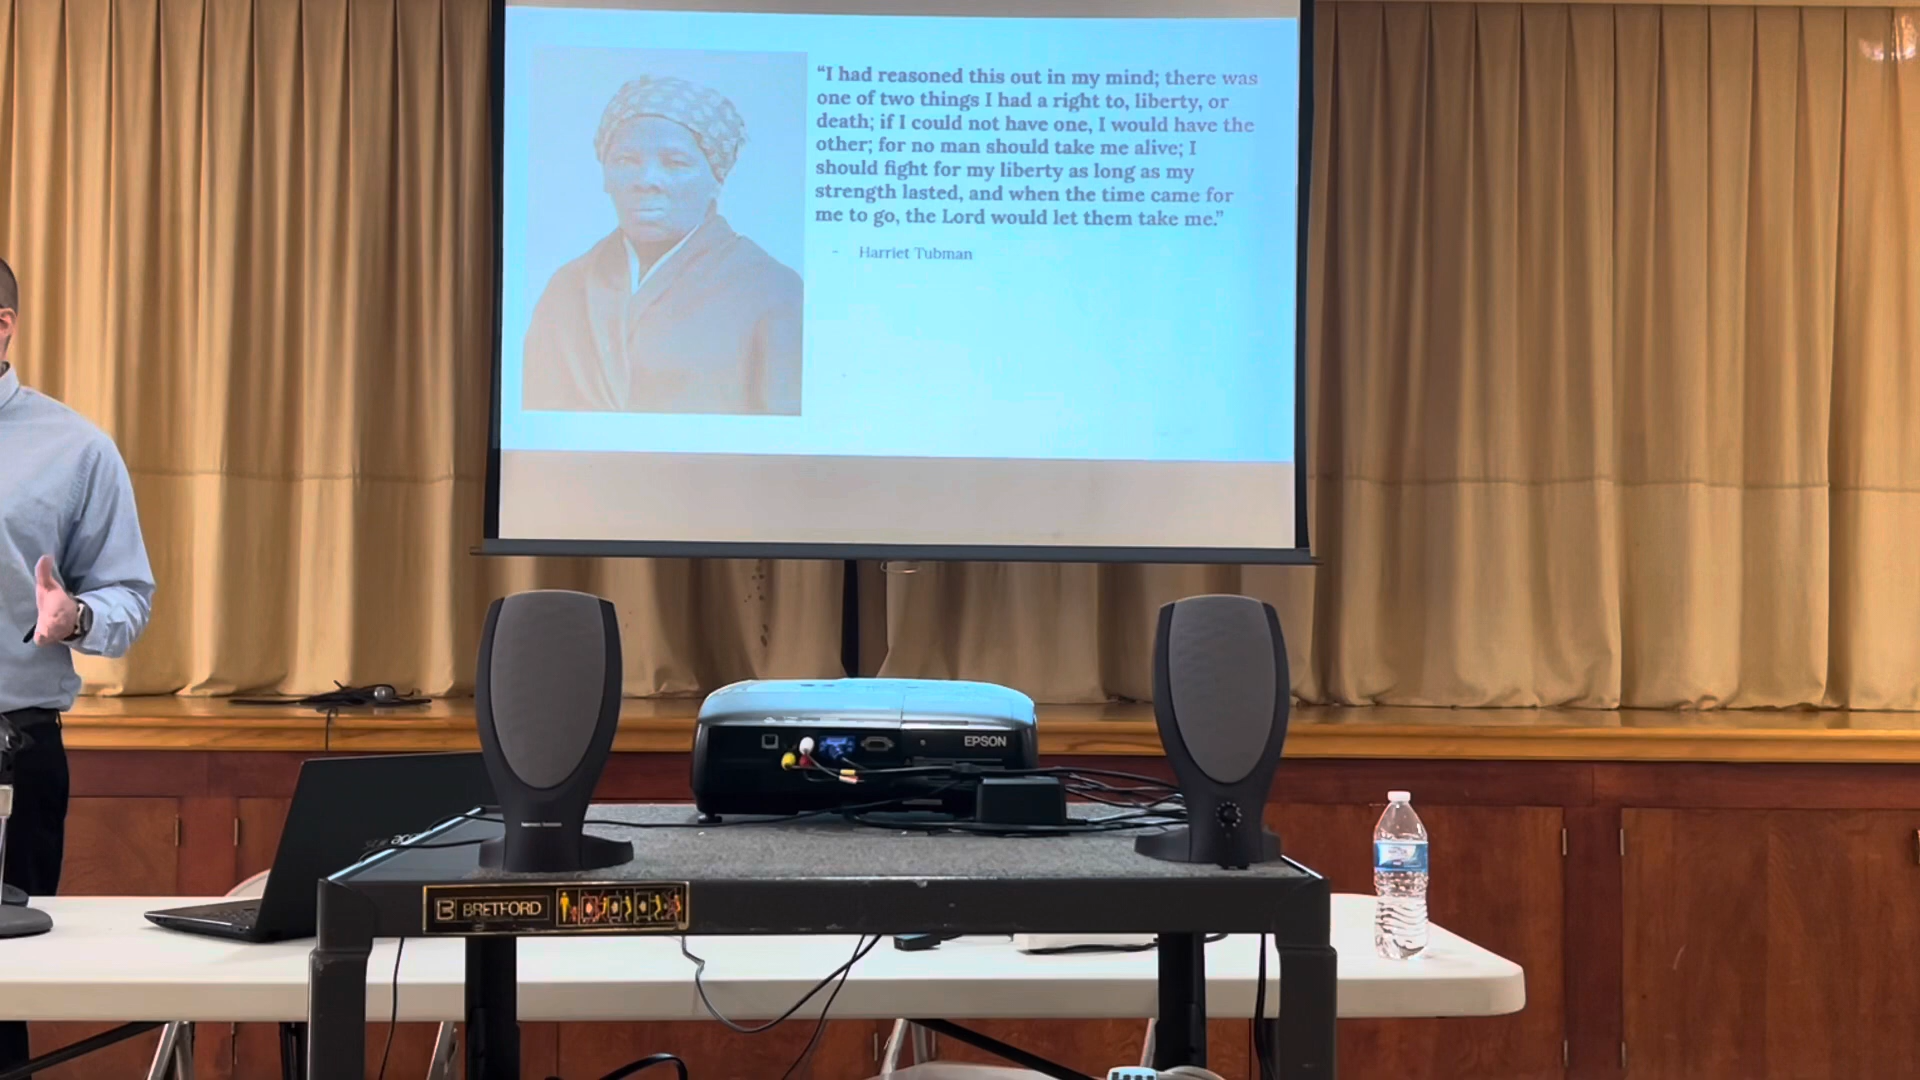 “I had reasoned this out in my mind; there was
one of two things I had a right to, liberty, or
death; if I could not have one, I would have the
other; for no man should take me alive; I
should fight for my liberty as long as my
strength lasted, and when the time came for
me to go, the Lord would let them take me.”
- Harriet Tubman
EPSON
BRETFORD